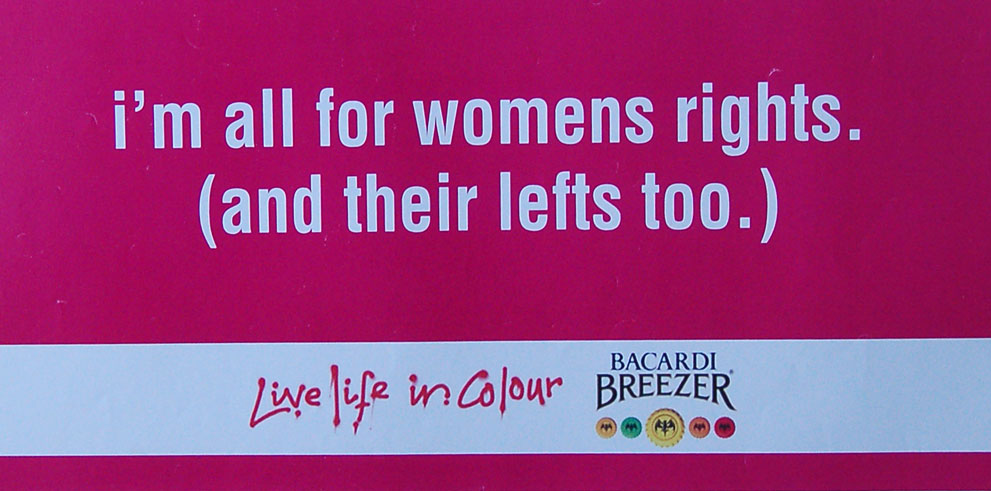 i'm all for womens rights.
(and their lefts too.)
Live life in Colour
BACARDI
BREEZER